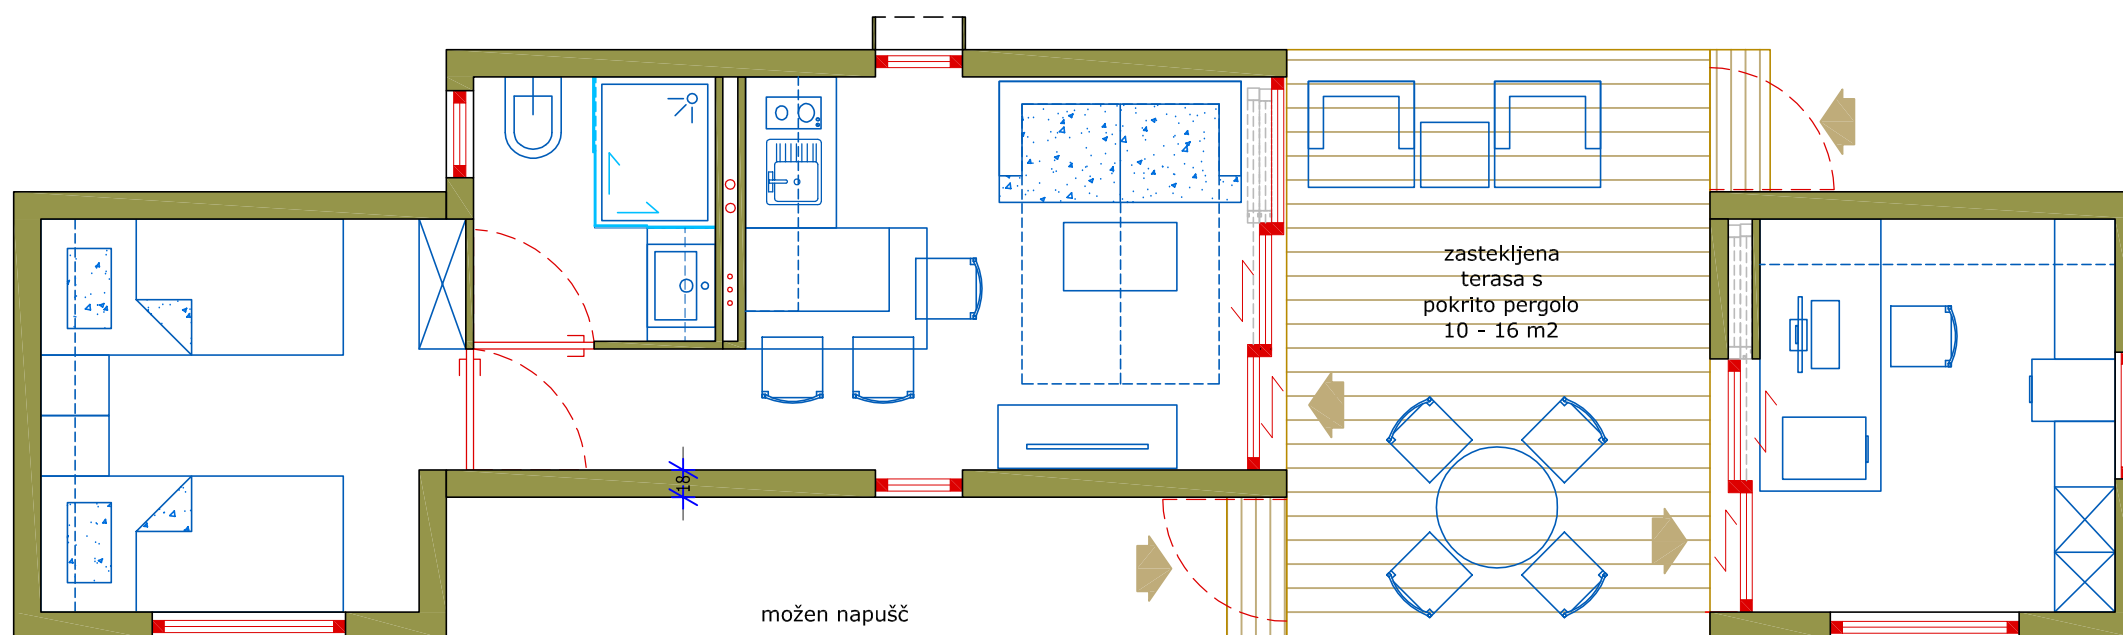 zastekljena
terasa s
pokrito pergolo
10 - 16 m2
18
možen napušč